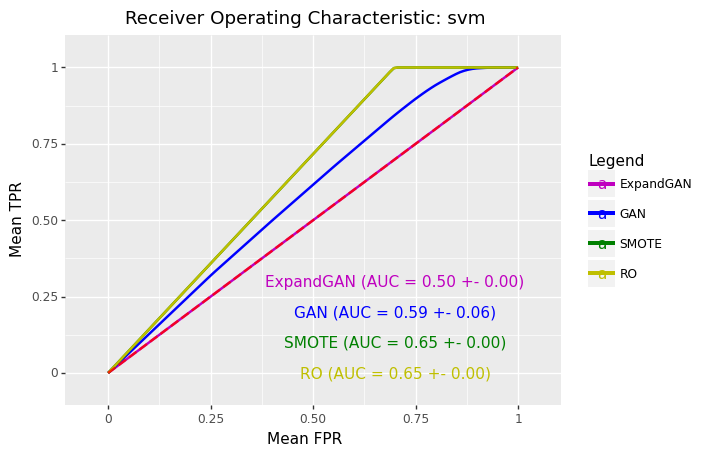 Receiver Operating Characteristic: svm
Mean TPR
1
0.75
0.50
0.25
0
ExpandGAN (AUC = 0.50 +- 0.00)
GAN (AUC = 0.59 +- 0.06)
SMOTE (AUC = 0.65 +- 0.00)
RO (AUC = 0.65 +- 0.00)
0 0.25 0.50 0.75 1
Mean FPR
Legend
a ExpandGAN
a GAN
a SMOTE
a RO